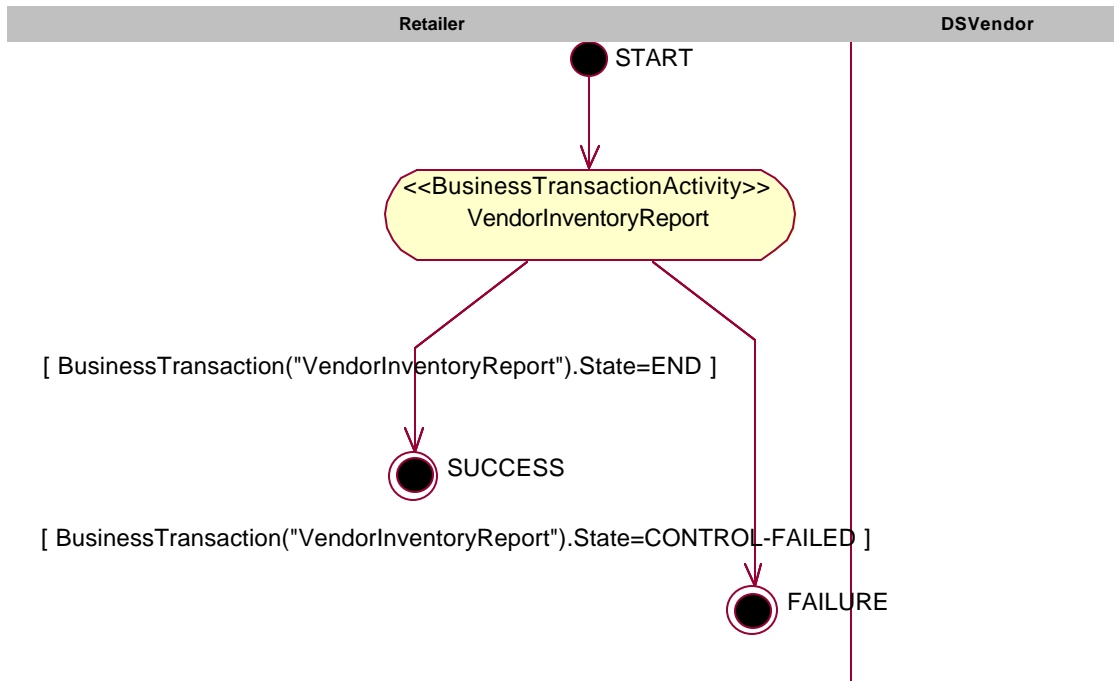 Retailer
DSVendor
START
<<BusinessTransactionActivity>>
VendorInventoryReport
[ BusinessTransaction("VendorInventoryReport").State=END ]
SUCCESS
[ BusinessTransaction("VendorInventoryReport").State=CONTROL-FAILED ]
FAILURE